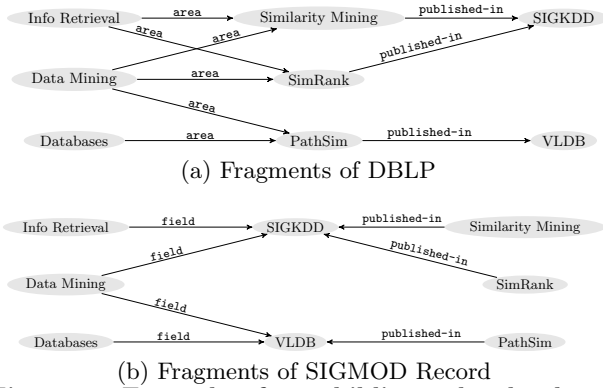 Info Retrieval area Similarity Mining published-in SIGKDD
area area published-in
Data Mining area SimRank
area
Databases area PathSim published-in VLDB
(a) Fragments of DBLP
Info Retrieval field SIGKDD published-in Similarity Mining
field published-in
Data Mining SimRank
field
Databases field VLDB published-in PathSim
(b) Fragments of SIGMOD Record